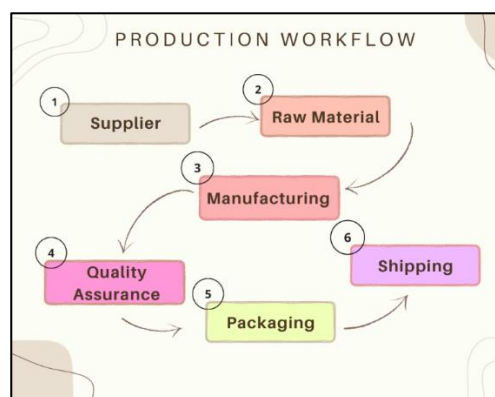 PRODUCTION WORKFLOW
1
Supplier
2
Raw Material
3
Manufacturing
4
Quality
Assurance
5
Packaging
6
Shipping